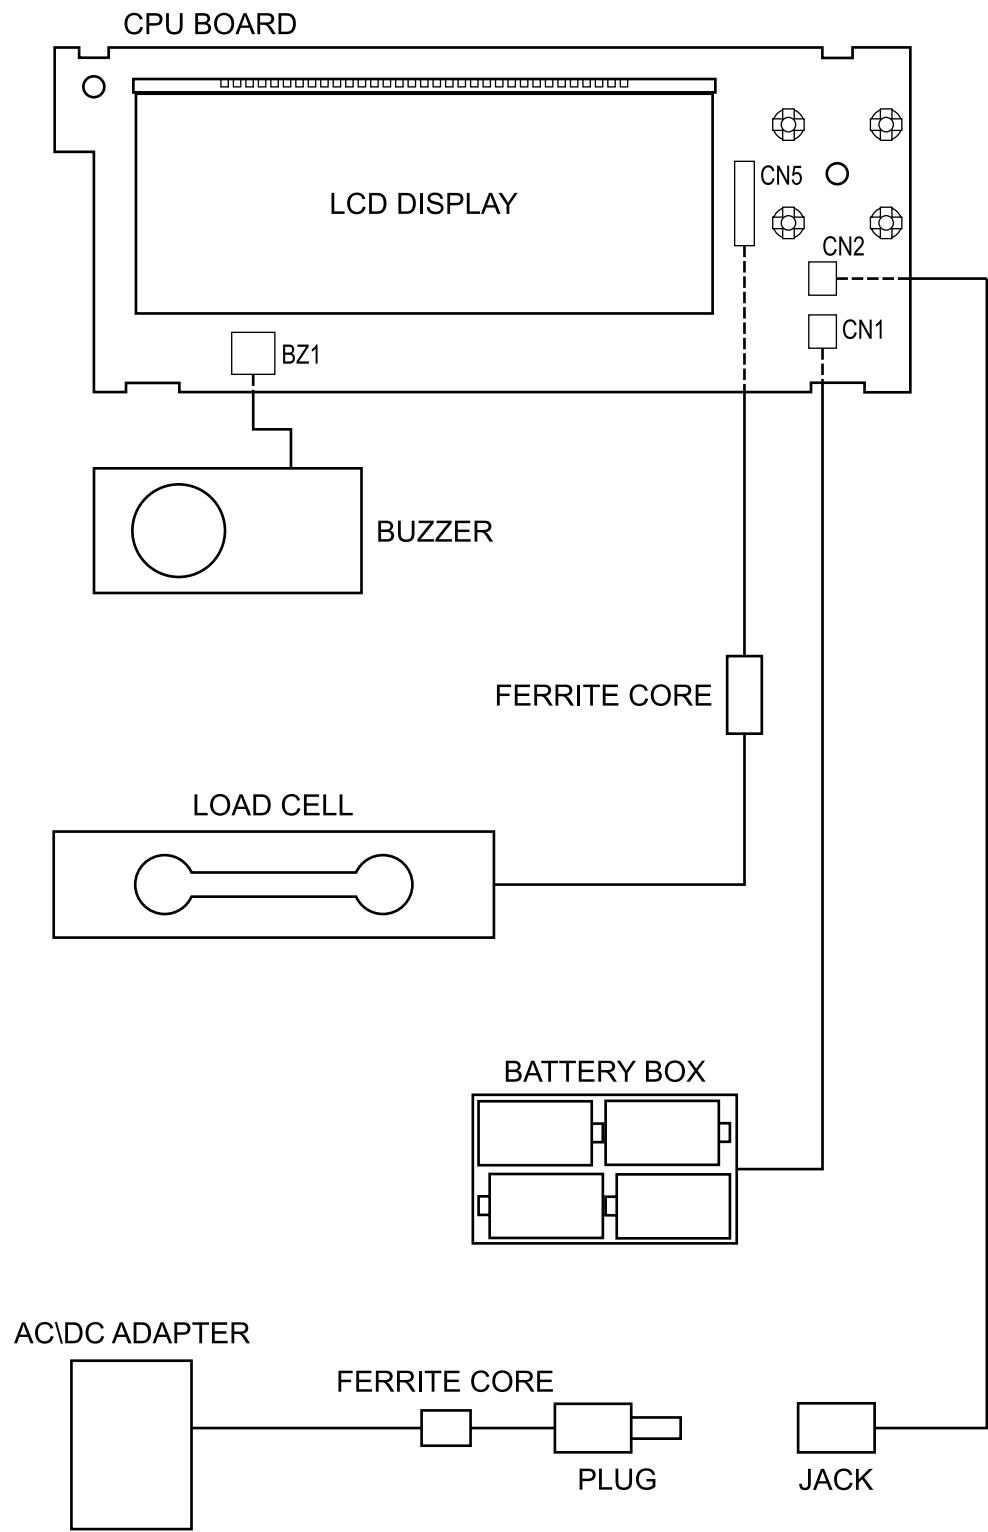 CPU BOARD
LCD DISPLAY
CN5
CN2
CN1
BZ1
BUZZER
FERRITE CORE
LOAD CELL
BATTERY BOX
AC\DC ADAPTER
FERRITE CORE
PLUG
JACK